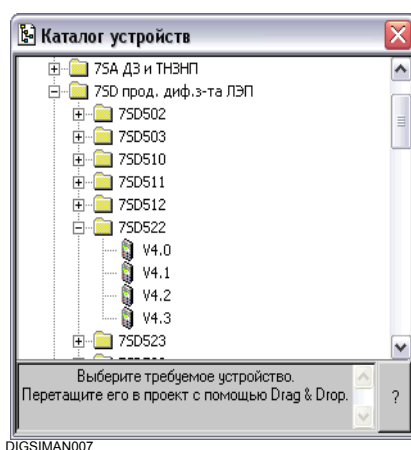 Каталог устройств
7SA ДЗ и ТНЗНП
7SD прод. диф.з-та ЛЭП
7SD502
7SD503
7SD510
7SD511
7SD512
7SD522
V4.0
V4.1
V4.2
V4.3
7SD523
Выберите требуемое устройство.
Перетащите его в проект с помощью Drag & Drop.
?
DIGSIMAN007